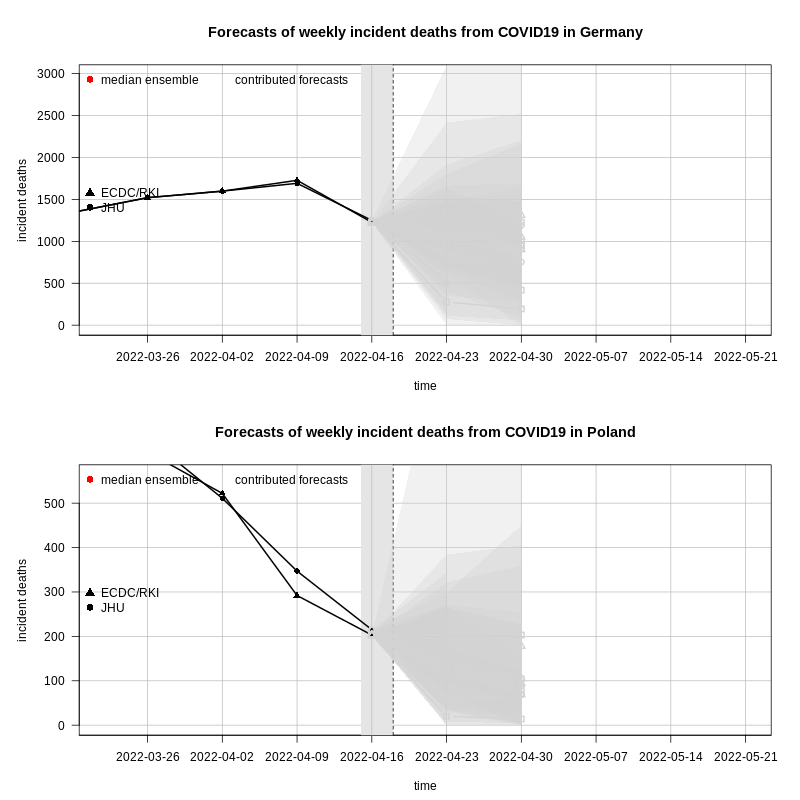 Forecasts of weekly incident deaths from COVID19 in Germany
3000
median ensemble contributed forecasts
2500
2000
incident deaths
ECDC/RKI
1500
JHU
1000
500
0
2022-03-26 2022-04-02 2022-04-09 2022-04-16 2022-04-23 2022-04-30 2022-05-07 2022-05-14 2022-05-21
time
Forecasts of weekly incident deaths from COVID19 in Poland
median ensemble contributed forecasts
500
400
incident deaths
300
ECDC/RKI
JHU
200
100
0
2022-03-26 2022-04-02 2022-04-09 2022-04-16 2022-04-23 2022-04-30 2022-05-07 2022-05-14 2022-05-21
time